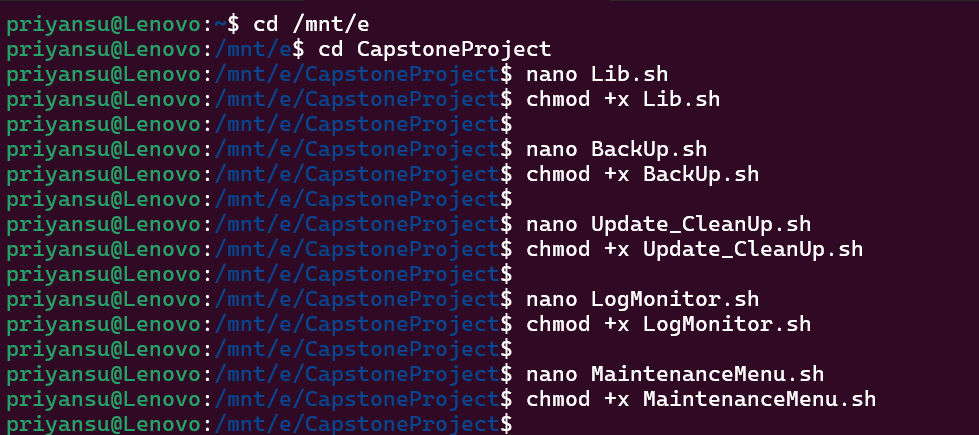 priyansu@Lenovo:~$ cd /mnt/e
priyansu@Lenovo:/mnt/e$ cd CapstoneProject
priyansu@Lenovo:/mnt/e/CapstoneProject$ nano Lib.sh
priyansu@Lenovo:/mnt/e/CapstoneProject$ chmod +x Lib.sh
priyansu@Lenovo:/mnt/e/CapstoneProject$
priyansu@Lenovo:/mnt/e/CapstoneProject$ nano BackUp.sh
priyansu@Lenovo:/mnt/e/CapstoneProject$ chmod +x BackUp.sh
priyansu@Lenovo:/mnt/e/CapstoneProject$
priyansu@Lenovo:/mnt/e/CapstoneProject$ nano Update_CleanUp.sh
priyansu@Lenovo:/mnt/e/CapstoneProject$ chmod +x Update_CleanUp.sh
priyansu@Lenovo:/mnt/e/CapstoneProject$
priyansu@Lenovo:/mnt/e/CapstoneProject$ nano LogMonitor.sh
priyansu@Lenovo:/mnt/e/CapstoneProject$ chmod +x LogMonitor.sh
priyansu@Lenovo:/mnt/e/CapstoneProject$
priyansu@Lenovo:/mnt/e/CapstoneProject$ nano MaintenanceMenu.sh
priyansu@Lenovo:/mnt/e/CapstoneProject$ chmod +x MaintenanceMenu.sh
priyansu@Lenovo:/mnt/e/CapstoneProject$